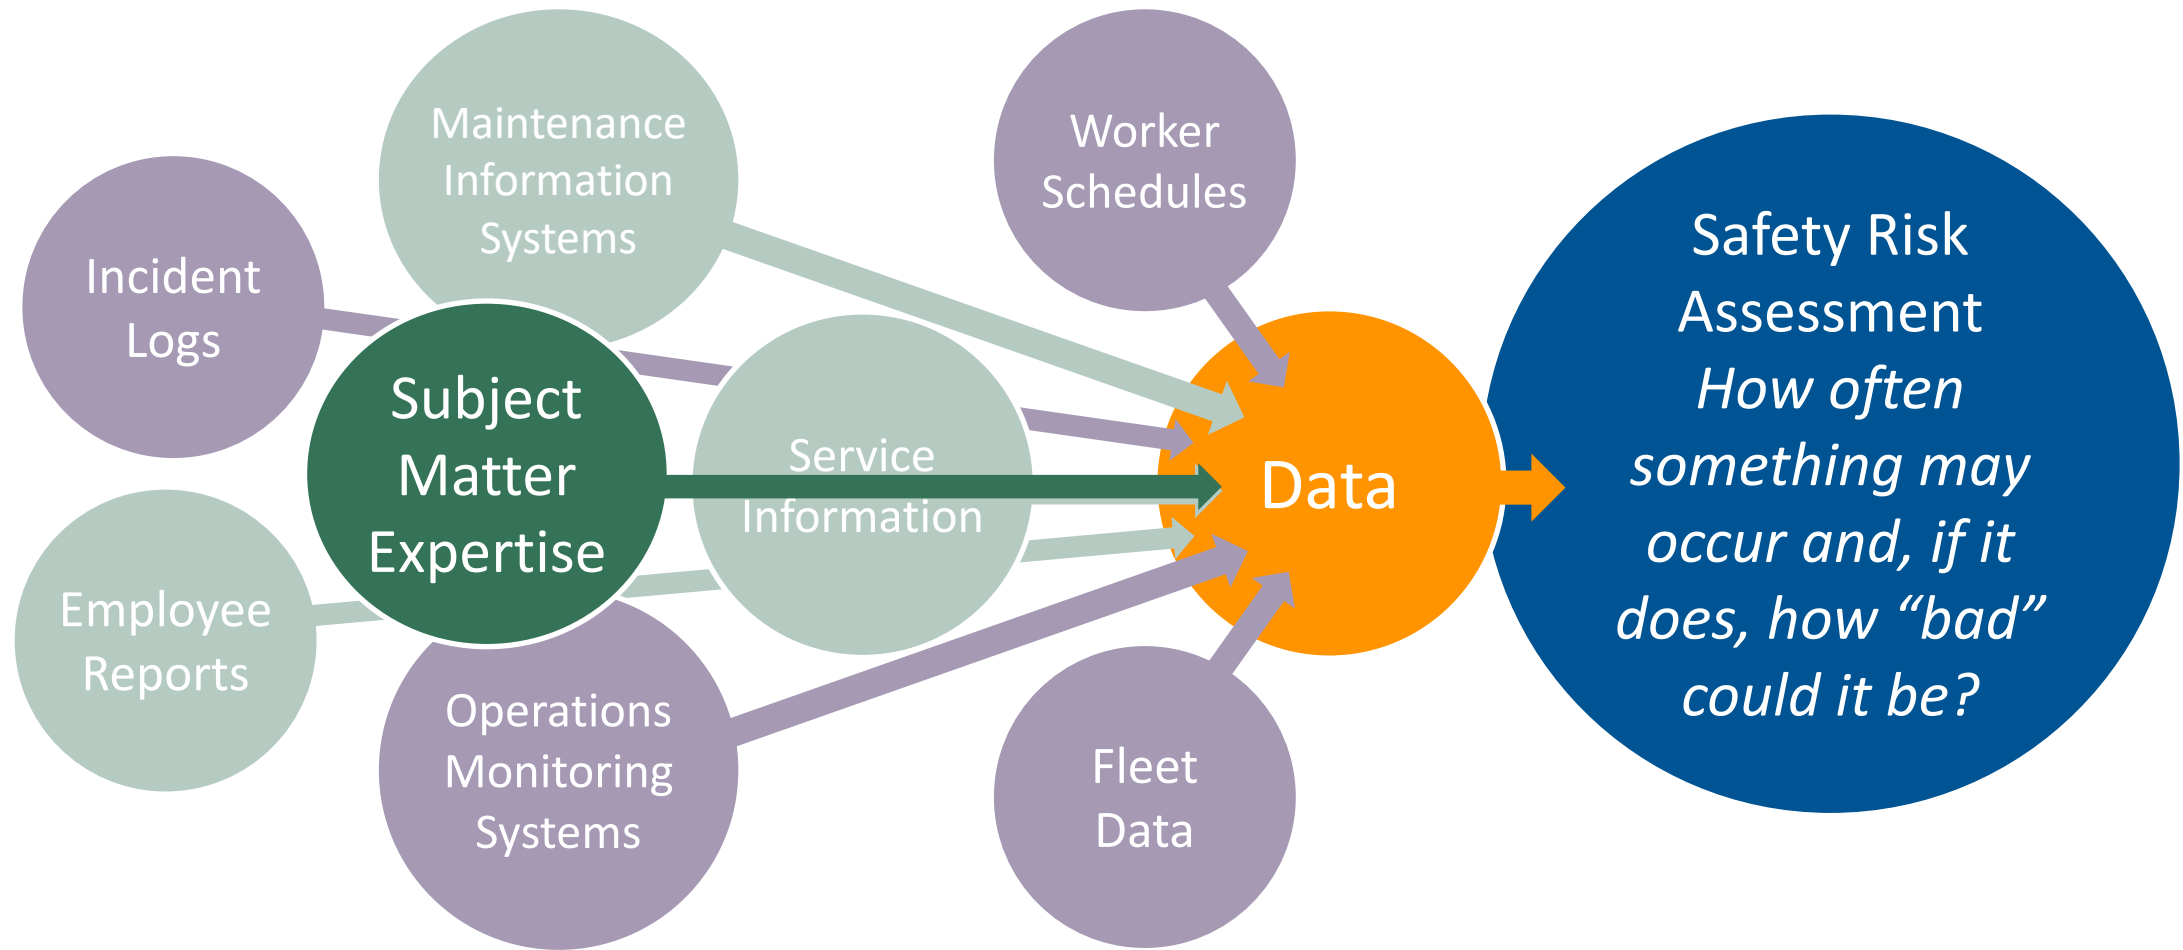 Maintenance
Information
Systems
Worker
Schedules
Incident
Logs
Subject
Matter
Expertise
Service
Information
Employee
Reports
Operations
Monitoring
Systems
Fleet
Data
Data
Safety Risk
Assessment
How often
something may
occur and, if it
does, how “bad”
could it be?